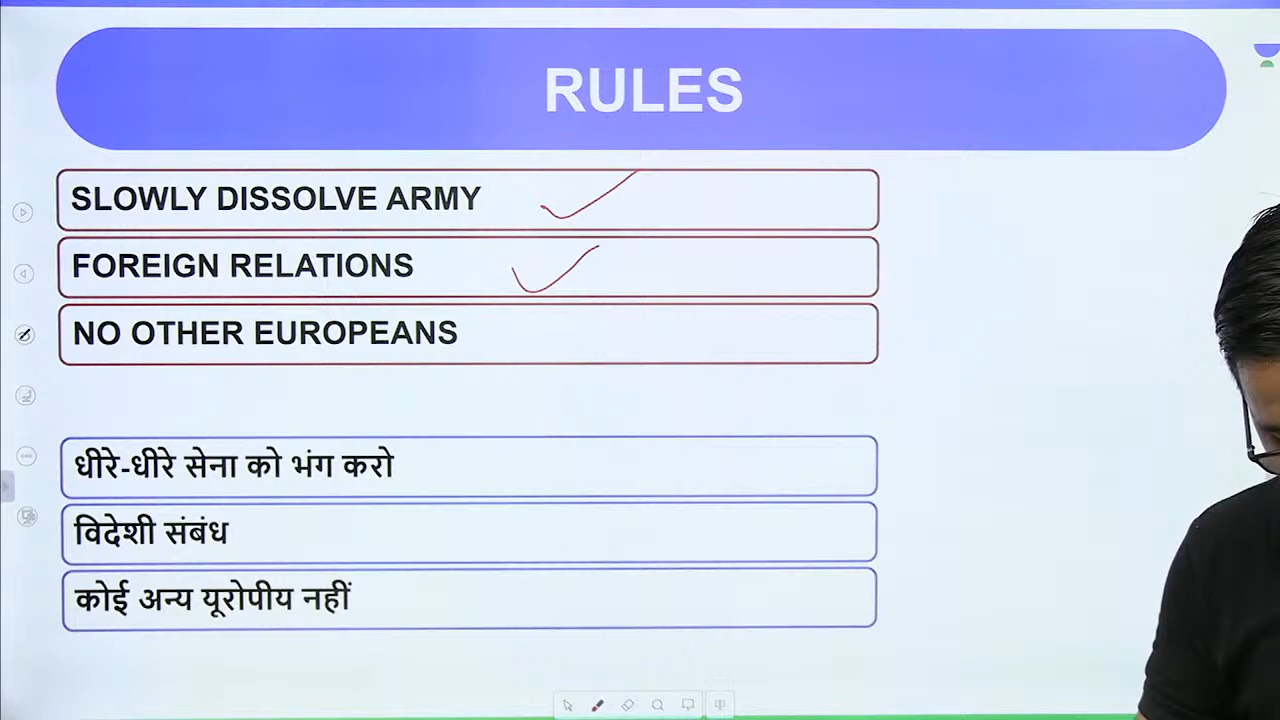 RULES
SLOWLY DISSOLVE ARMY
FOREIGN RELATIONS
NO OTHER EUROPEANS
धीरे-धीरे सेना को भंग करो
विदेशी संबंध
कोई अन्य यूरोपीय नहीं